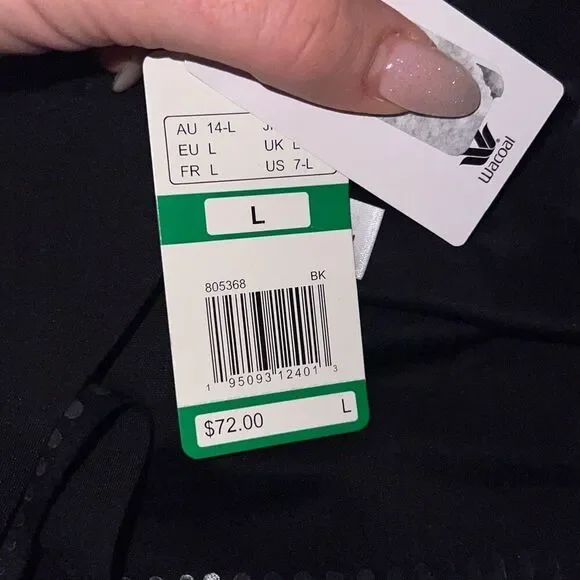 AU 14-L
EU L UK L
FR L US 7-L
L
805368 BK
1 95093 12401 3
$72.00 L
Wacoal